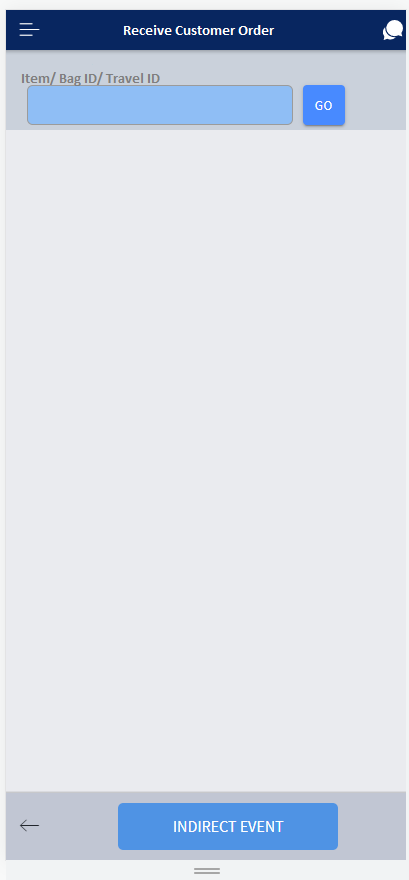 Receive Customer Order
Item/ Bag ID/ Travel ID
GO
INDIRECT EVENT